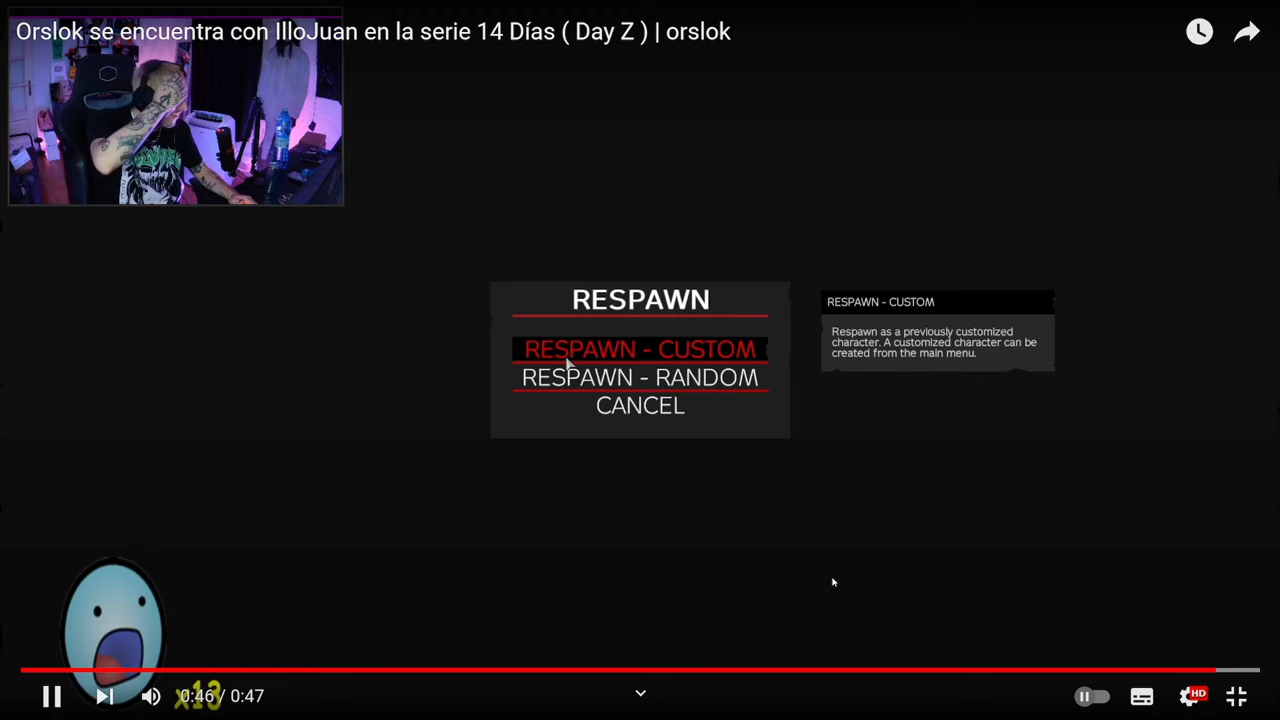 Orslok se encuentra con IlloJuan en la serie 14 Días ( Day Z ) | orslok
RESPAWN
RESPAWN - CUSTOM
RESPAWN - RANDOM
CANCEL
RESPAWN - CUSTOM
Respawn as a previously customized
character. A customized character can be
created from the main menu.
x13
0:46 / 0:47
HD